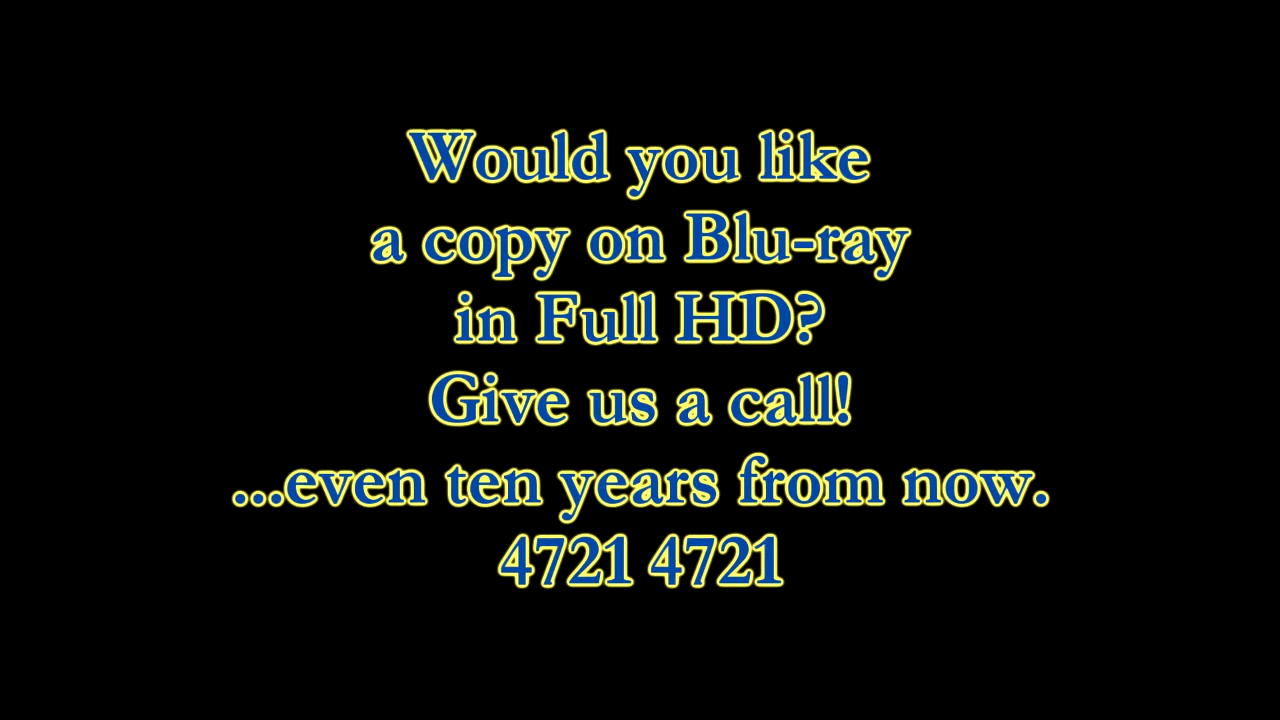 Would you like
a copy on Blu-ray
in Full HD?
Give us a call!
...even ten years from now.
4721 4721